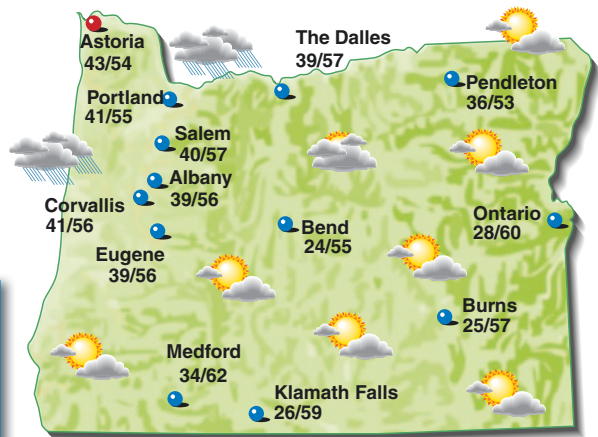 Astoria
43/54
The Dalles
39/57
Pendleton
36/53
Portland
41/55
Salem
40/57
Albany
39/56
Corvallis
41/56
Eugene
39/56
Bend
24/55
Ontario
28/60
Burns
25/57
Medford
34/62
Klamath Falls
26/59